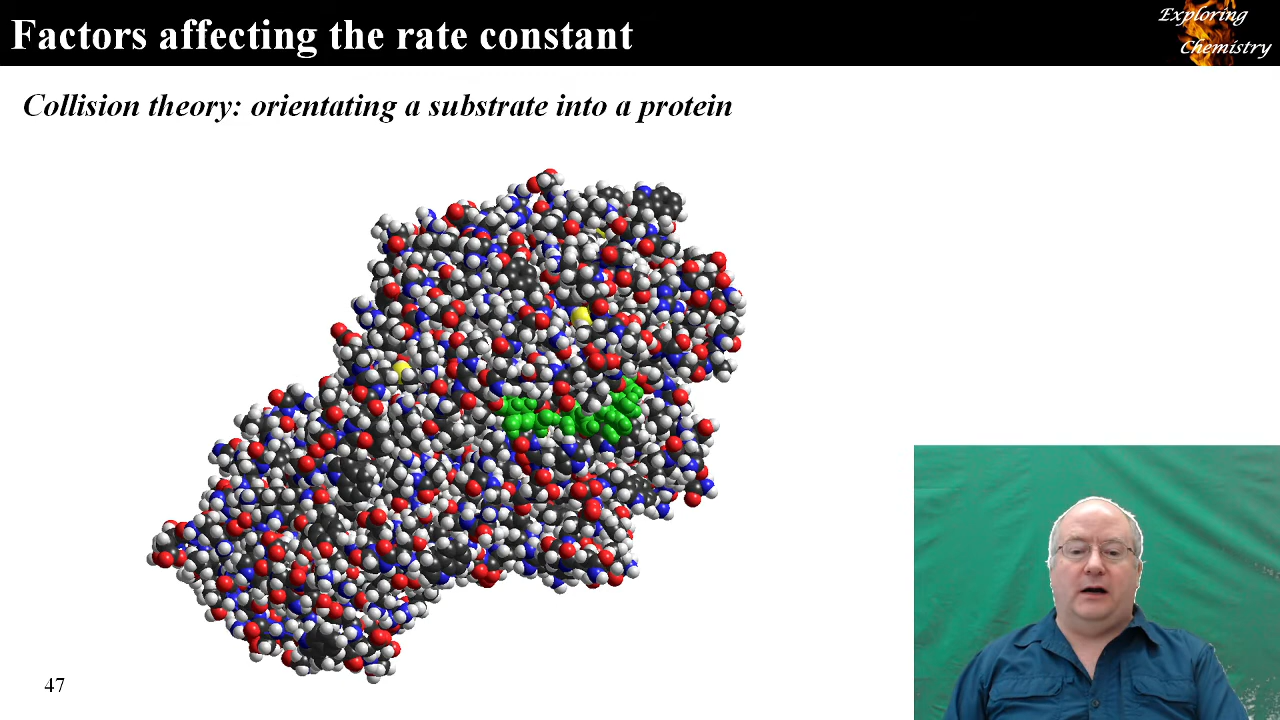 Factors affecting the rate constant
Exploring
Chemistry
Collision theory: orientating a substrate into a protein
47